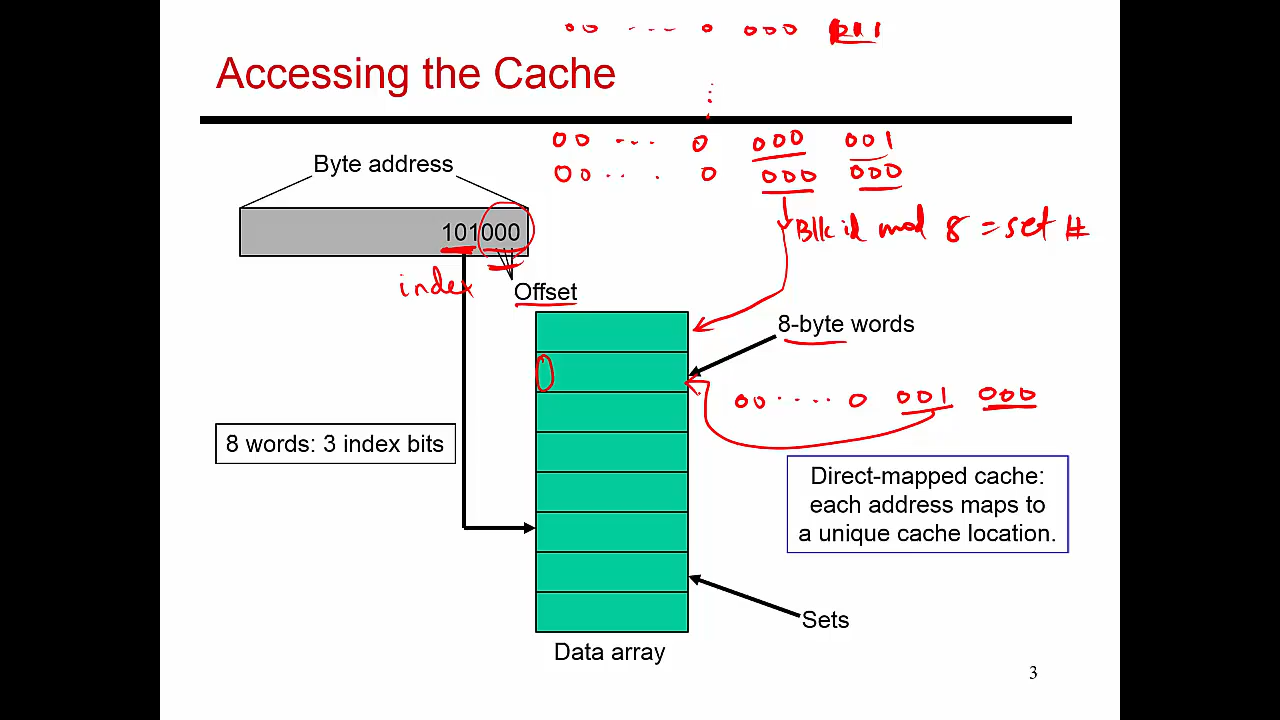 00 ... 0 000 111
Accessing the Cache
00 ... 0 000 001
00 ... 0 000 000
Byte address
101000
Blk id mod 8 = set #
index
Offset
8-byte words
00 .... 0 001 000
8 words: 3 index bits
Direct-mapped cache:
each address maps to
a unique cache location.
Sets
Data array
3